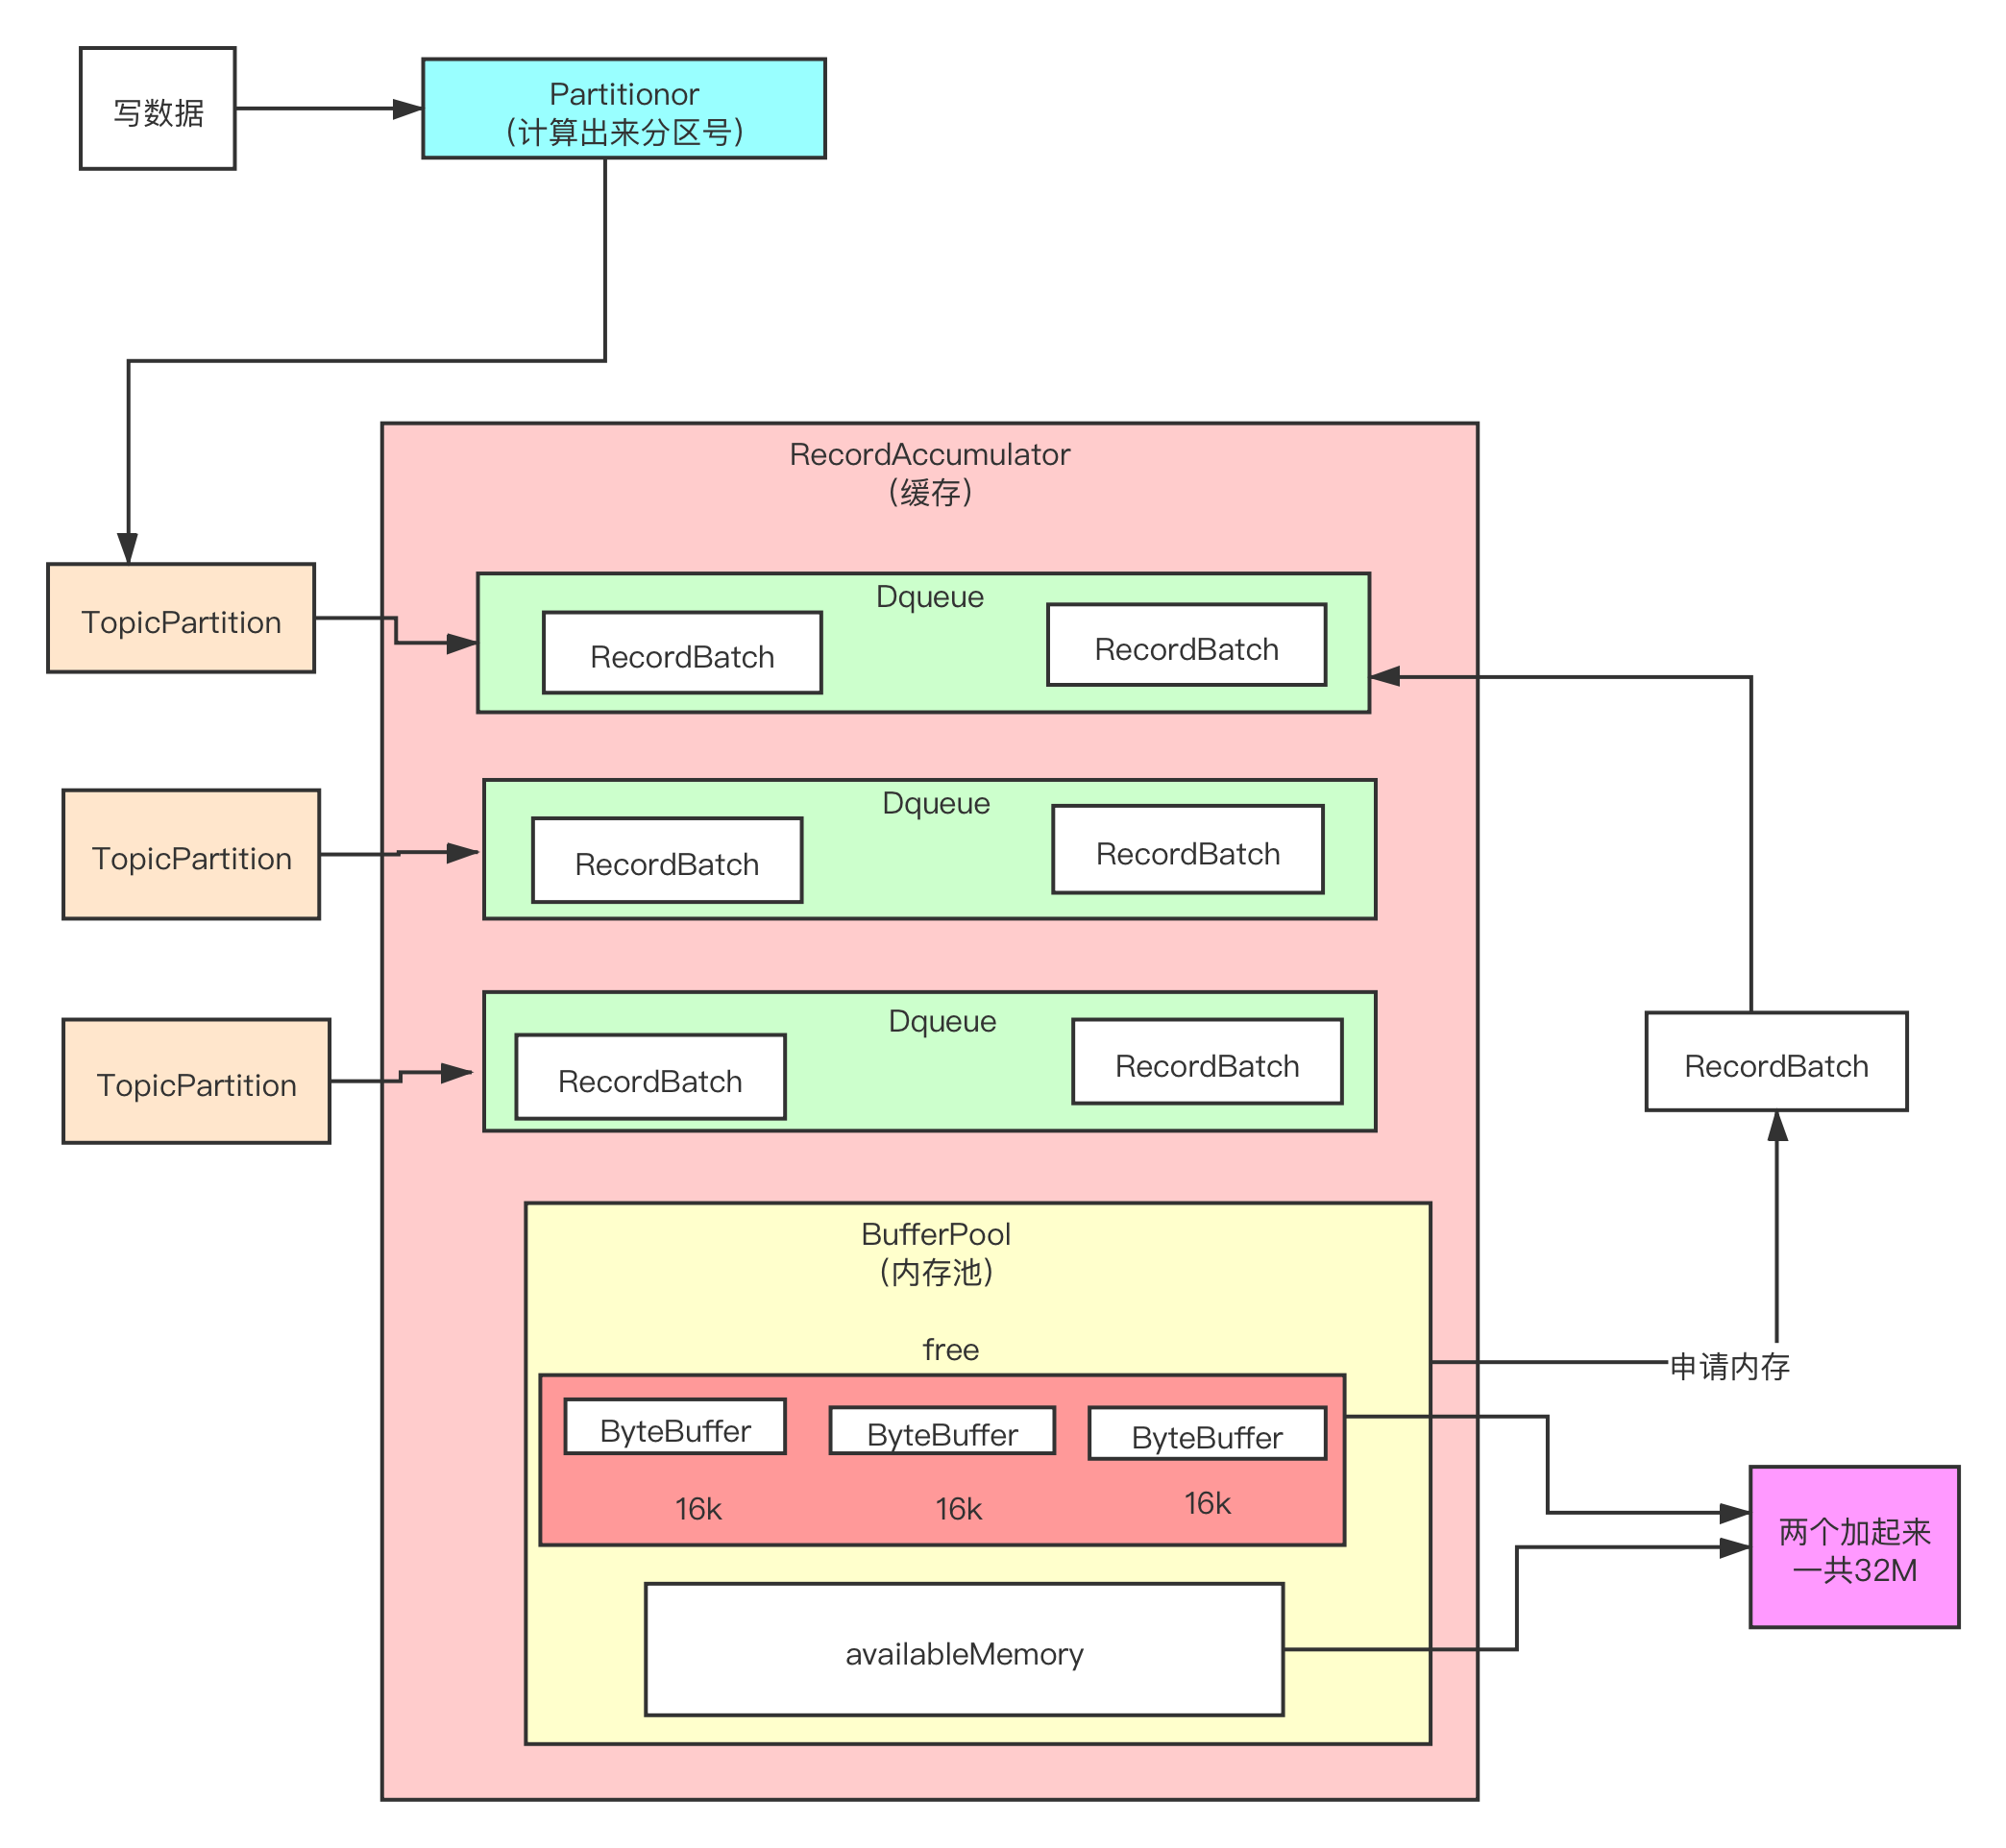 写数据
Partitionor
（计算出来分区号）
RecordAccumulator
（缓存）
TopicPartition
Dqueue
RecordBatch
RecordBatch
TopicPartition
Dqueue
RecordBatch
RecordBatch
TopicPartition
Dqueue
RecordBatch
RecordBatch
RecordBatch
BufferPool
（内存池）
free
申请内存
ByteBuffer
ByteBuffer
ByteBuffer
16k
16k
16k
两个加起来
一共32M
availableMemory